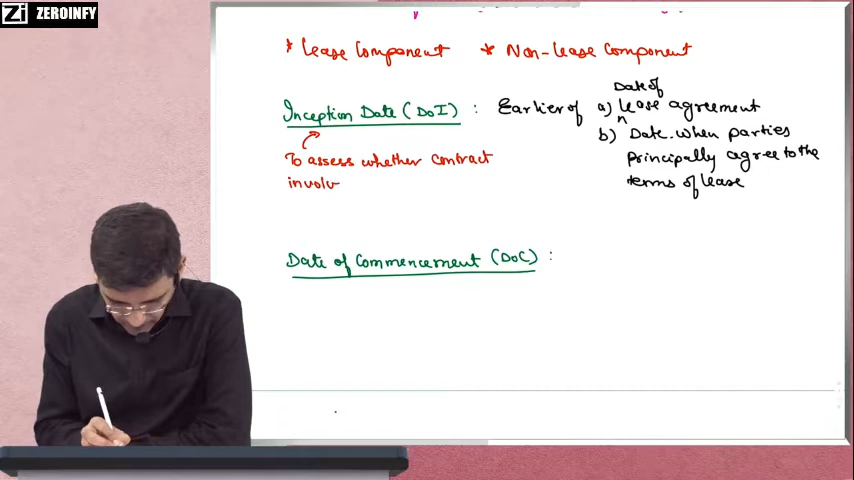 Zi ZEROINFY
* Lease Component * Non-Lease Component
Inception Date (DoI) : Earlier of a) Date of lease agreement
n
b) Date when parties
principally agree to the
terms of lease
To assess whether contract
involv
Date of Commencement (DoC) :